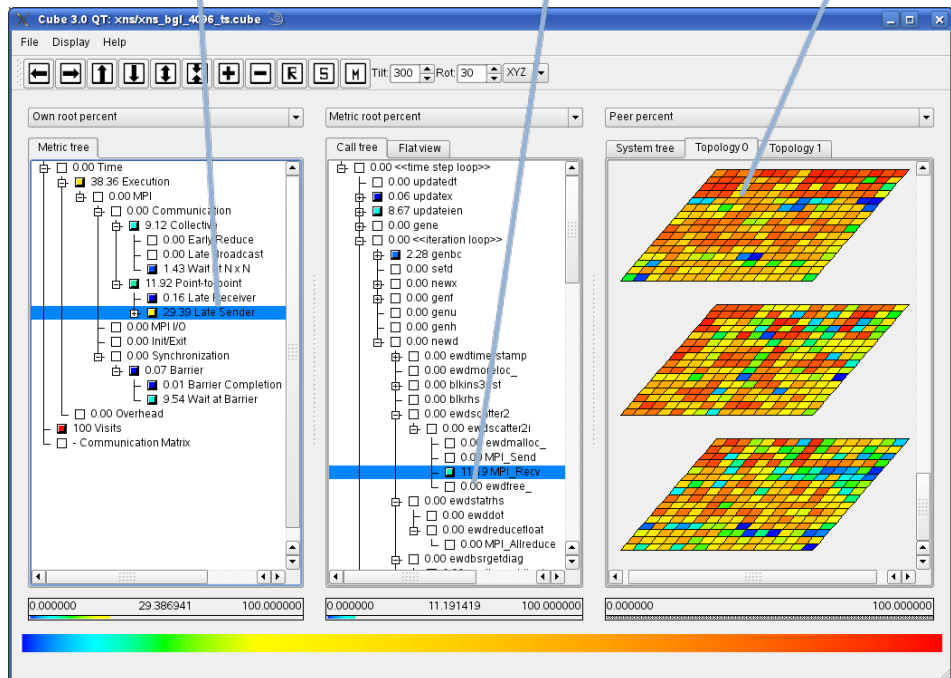 Cube 3.0 QT: xns/xns_bgl_4096_ts.cube
File Display Help
R S M Tilt: 300 Rot: 30 XYZ
Own root percent
Metric tree
0.00 Time
38.36 Execution
0.00 MPI
0.00 Communication
9.12 Collective
0.00 Early Reduce
0.00 Late Broadcast
1.43 Wait at N x N
11.92 Point-to-point
0.16 Late Receiver
29.39 Late Sender
0.00 MPI I/O
0.00 Init/Exit
0.00 Synchronization
0.07 Barrier
0.01 Barrier Completion
9.54 Wait at Barrier
0.00 Overhead
100 Visits
- Communication Matrix
0.000000 29.386941 100.000000
Metric root percent
Call tree Flat view
0.00 <<time step loop>>
0.00 updatedt
0.06 updatex
8.67 updateien
0.00 gene
0.00 <<iteration loop>>
2.28 genbc
0.00 setd
0.00 newx
0.00 genf
0.00 genu
0.00 genh
0.00 newd
0.00 ewdtimestamp
0.00 ewdmoreloc_
0.00
0.00 blkrhs
0.00 ewdscatter2
0.00 ewdscatter2i
0.00 ewdmalloc_
0.00 MPI_Send
11.19 MPI_Recv
0.00 ewdfree_
0.00 ewdstatrhs
0.00 ewddot
0.00 ewdreducefloat
0.00 MPI_Allreduce
0.00 ewdbsrgetdiag
0.000000 11.191419 100.000000
Peer percent
System tree Topology 0 Topology 1
0.000000 100.000000